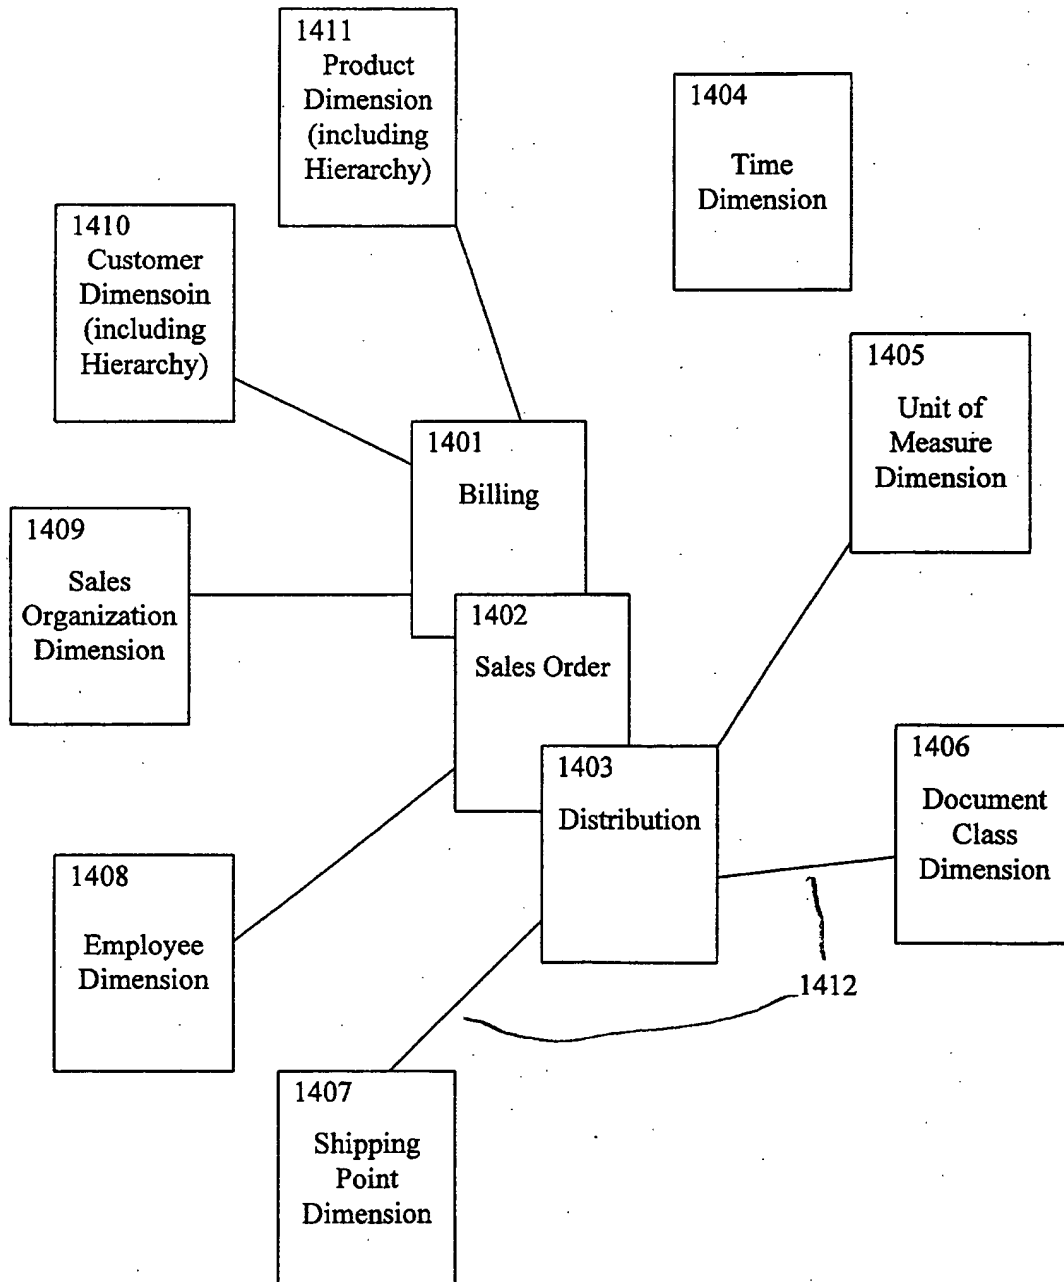 1411
Product
Dimension
(including
Hierarchy)
1404
Time
Dimension
1410
Customer
Dimensoin
(including
Hierarchy)
1405
Unit of
Measure
Dimension
1401
Billing
1409
Sales
Organization
Dimension
1402
Sales Order
1403
Distribution
1406
Document
Class
Dimension
1408
Employee
Dimension
1412
1407
Shipping
Point
Dimension